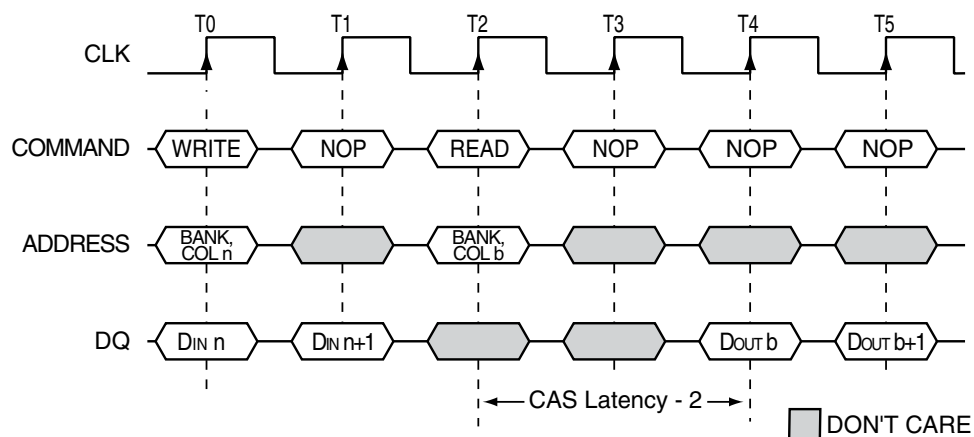 T0 T1 T2 T3 T4 T5
CLK
COMMAND WRITE NOP READ NOP NOP NOP
ADDRESS BANK, COL n BANK, COL b
DQ DIN n DIN n+1 DOUT b DOUT b+1
CAS Latency - 2
DON'T CARE